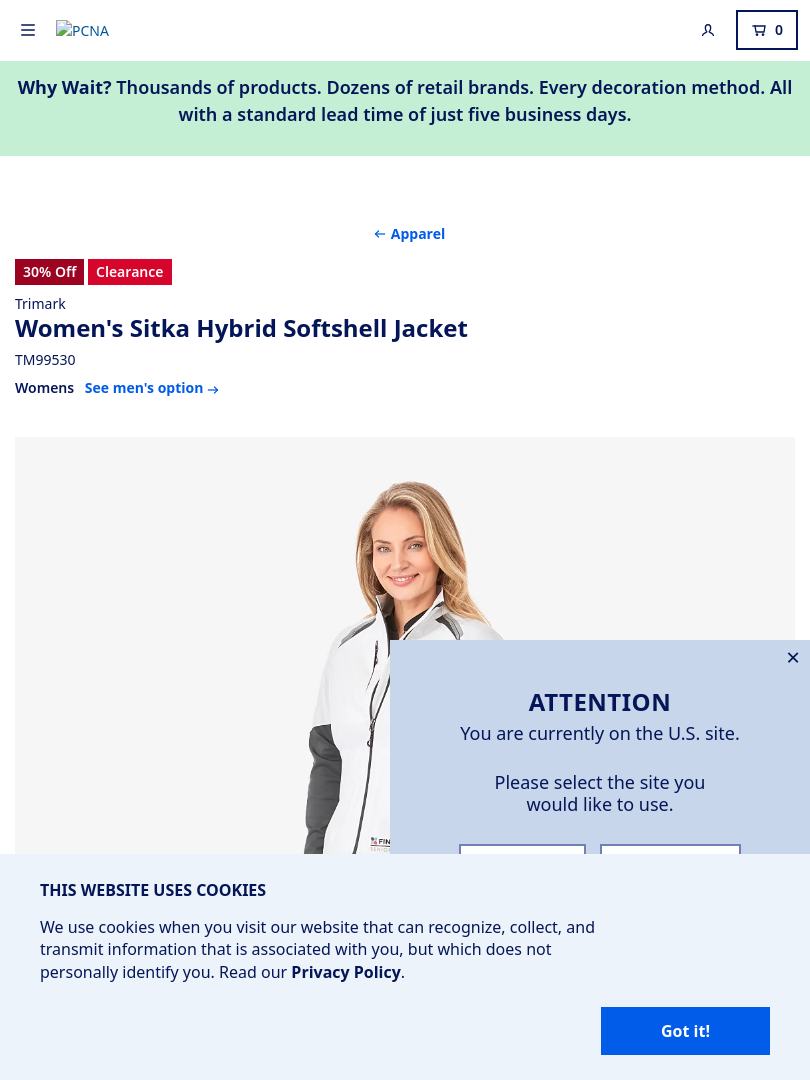 PCNA
0
Why Wait? Thousands of products. Dozens of retail brands. Every decoration method. All
with a standard lead time of just five business days.
Apparel
30% Off
Clearance
Trimark
Women's Sitka Hybrid Softshell Jacket
TM99530
Womens See men's option
ATTENTION
You are currently on the U.S. site.
Please select the site you
would like to use.
THIS WEBSITE USES COOKIES
We use cookies when you visit our website that can recognize, collect, and
transmit information that is associated with you, but which does not
personally identify you. Read our Privacy Policy.
Got it!